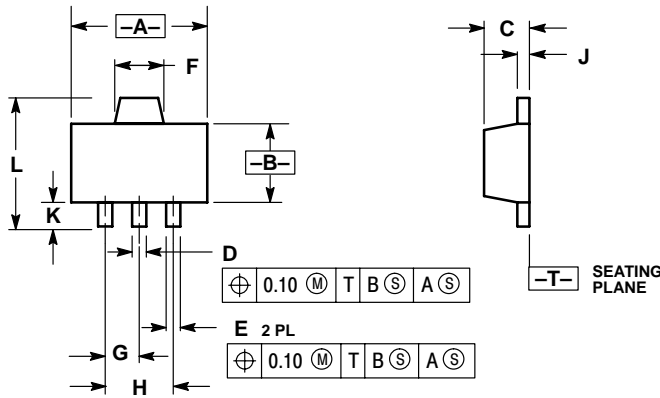 –A–
C
F
J
L
–B–
K
D
–T– SEATING PLANE
⌖ 0.10 Ⓜ T B Ⓢ A Ⓢ
E 2 PL
G
⌖ 0.10 Ⓜ T B Ⓢ A Ⓢ
H